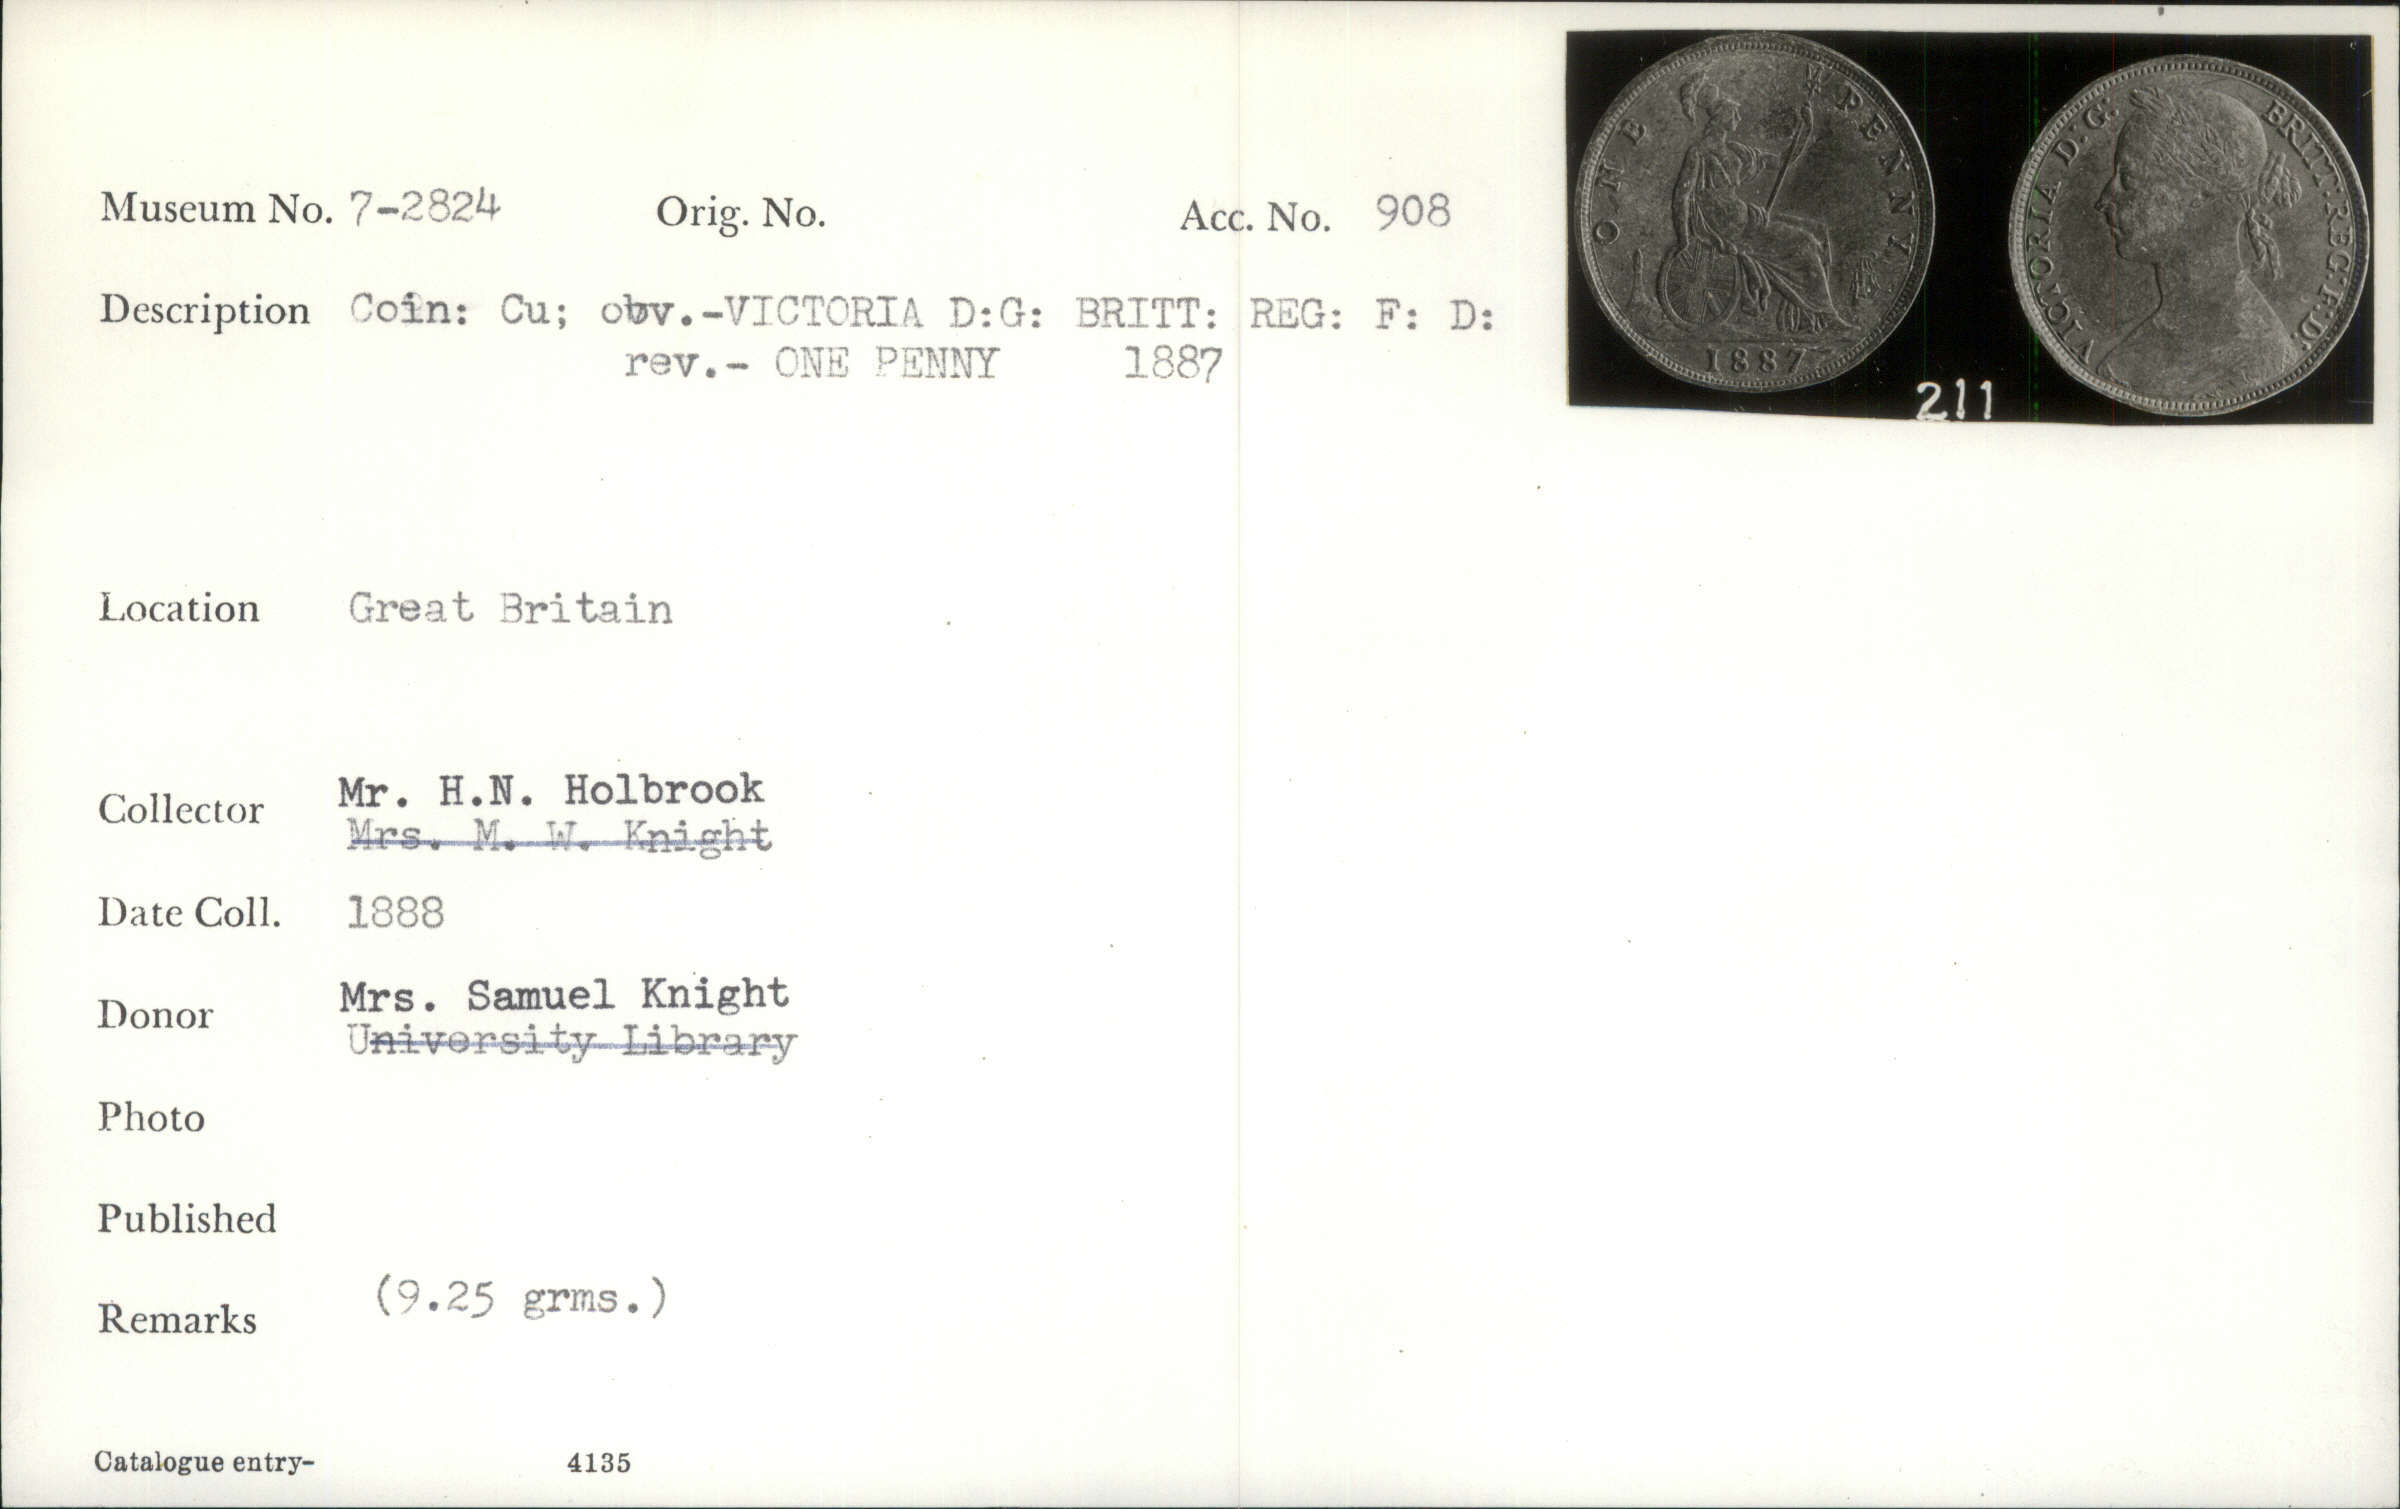 Museum No. 7-2824 Orig. No. Acc. No. 908
Description Coin: Cu; obv.-VICTORIA D:G: BRITT: REG: F: D:
rev.- ONE PENNY 1887
Location Great Britain
Collector Mr. H.N. Holbrook
Mrs. M. W. Knight
Date Coll. 1888
Donor Mrs. Samuel Knight
University Library
Photo
Published
Remarks (9.25 grms.)
Catalogue entry- 4135
ONE PENNY
1887
VICTORIA D:G: BRITT:REG:F:D:
211